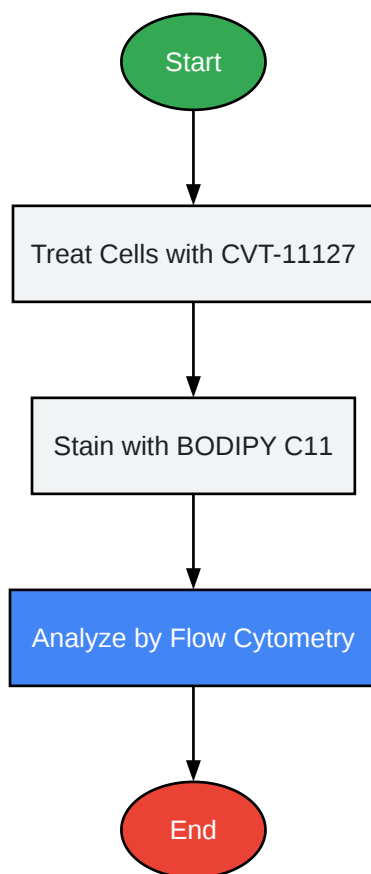 Start
Treat Cells with CVT-11127
Stain with BODIPY C11
Analyze by Flow Cytometry
End